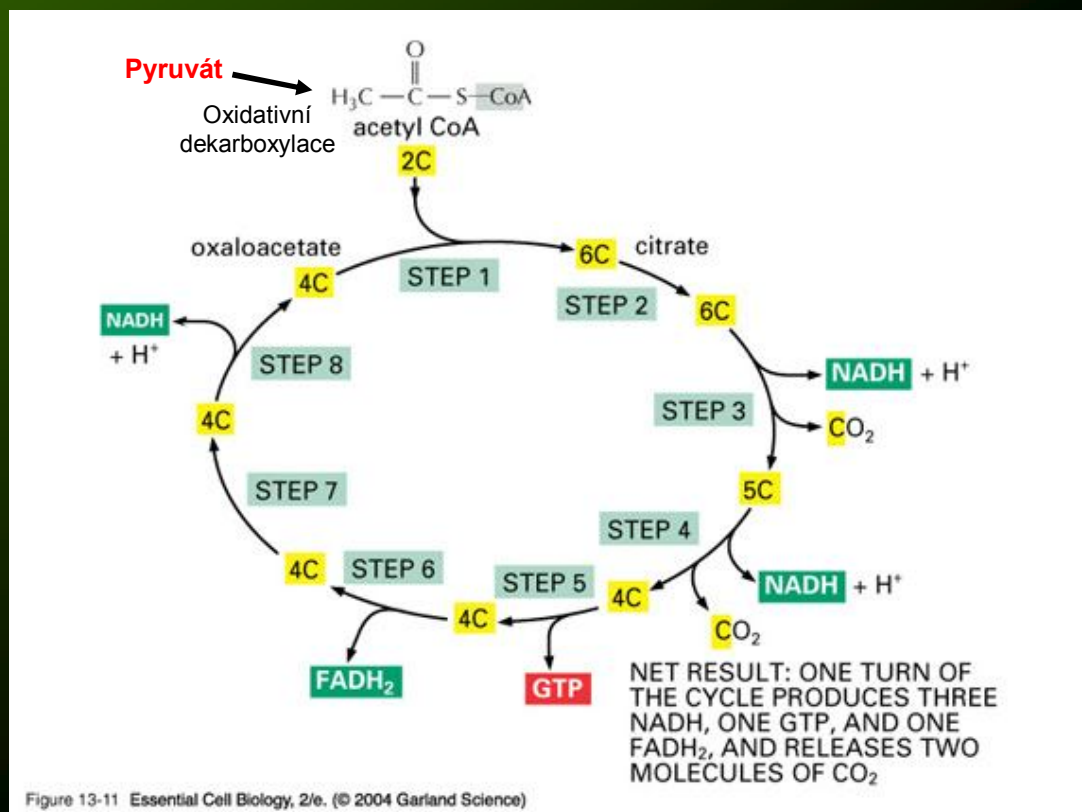 Pyruvát
Oxidativní
dekarboxylace
O
H₃C — C — S — CoA
acetyl CoA
2C
oxaloacetate
4C
STEP 1
6C
citrate
STEP 2
6C
NADH
+ H⁺
STEP 8
NADH + H⁺
STEP 3
CO₂
4C
5C
STEP 7
STEP 4
4C
STEP 6
STEP 5
4C
NADH + H⁺
4C
CO₂
FADH₂
GTP
NET RESULT: ONE TURN OF
THE CYCLE PRODUCES THREE
NADH, ONE GTP, AND ONE
FADH₂, AND RELEASES TWO
MOLECULES OF CO₂
Figure 13-11 Essential Cell Biology, 2/e. (© 2004 Garland Science)